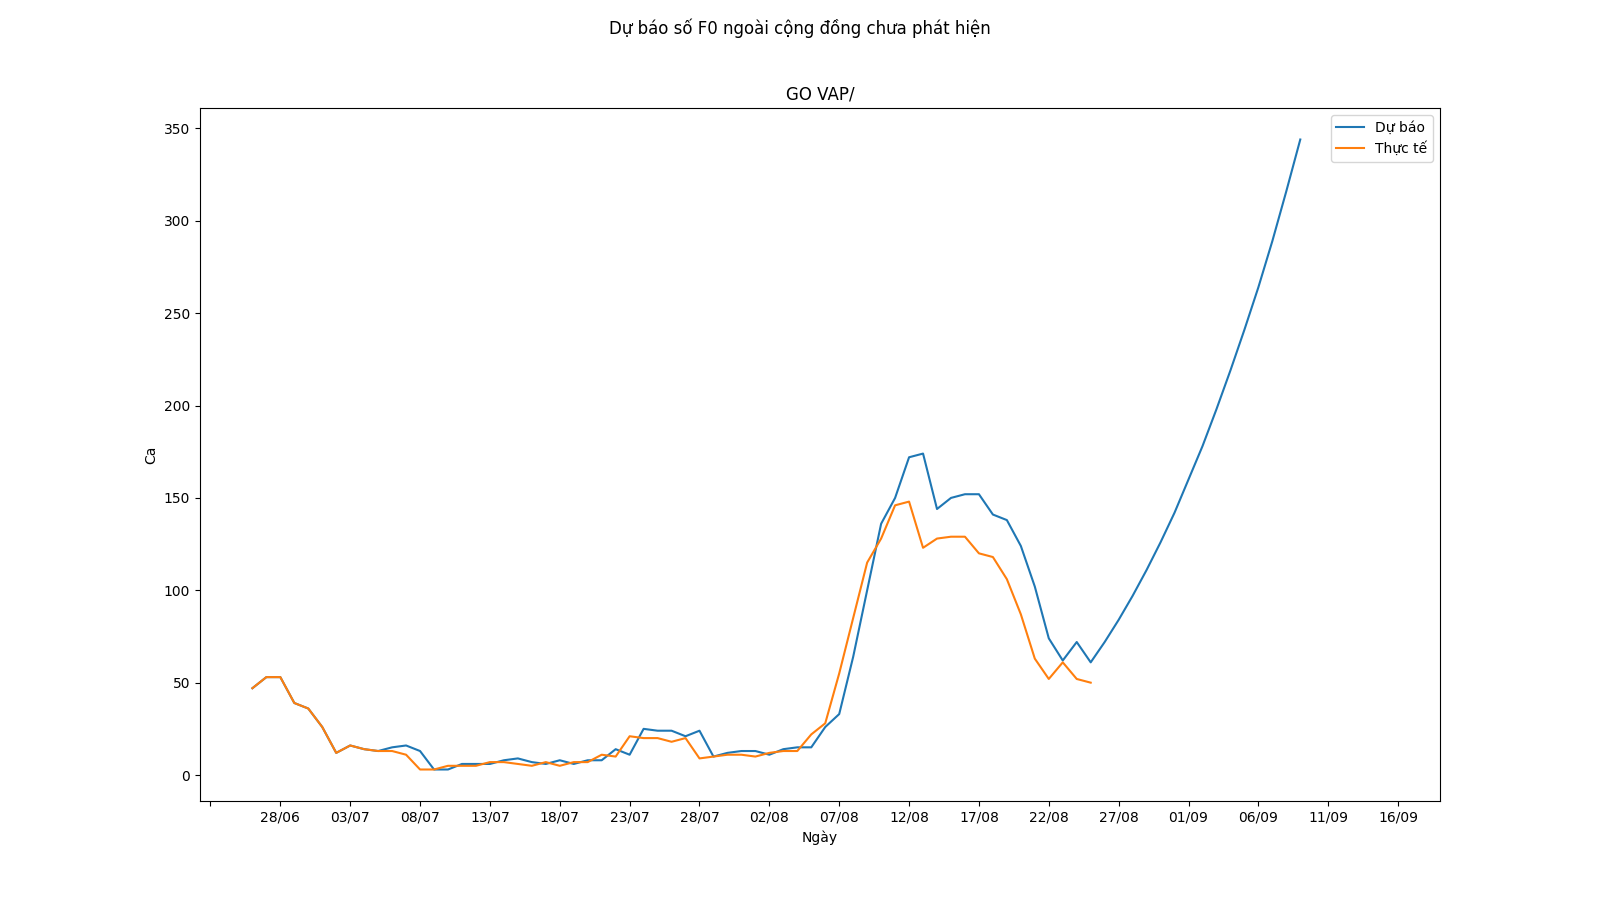 Dự báo số F0 ngoài cộng đồng chưa phát hiện
GO VAP/
Dự báo
Thực tế
350
300
250
200
150
100
50
0
Ca
28/06 03/07 08/07 13/07 18/07 23/07 28/07 02/08 07/08 12/08 17/08 22/08 27/08 01/09 06/09 11/09 16/09
Ngày